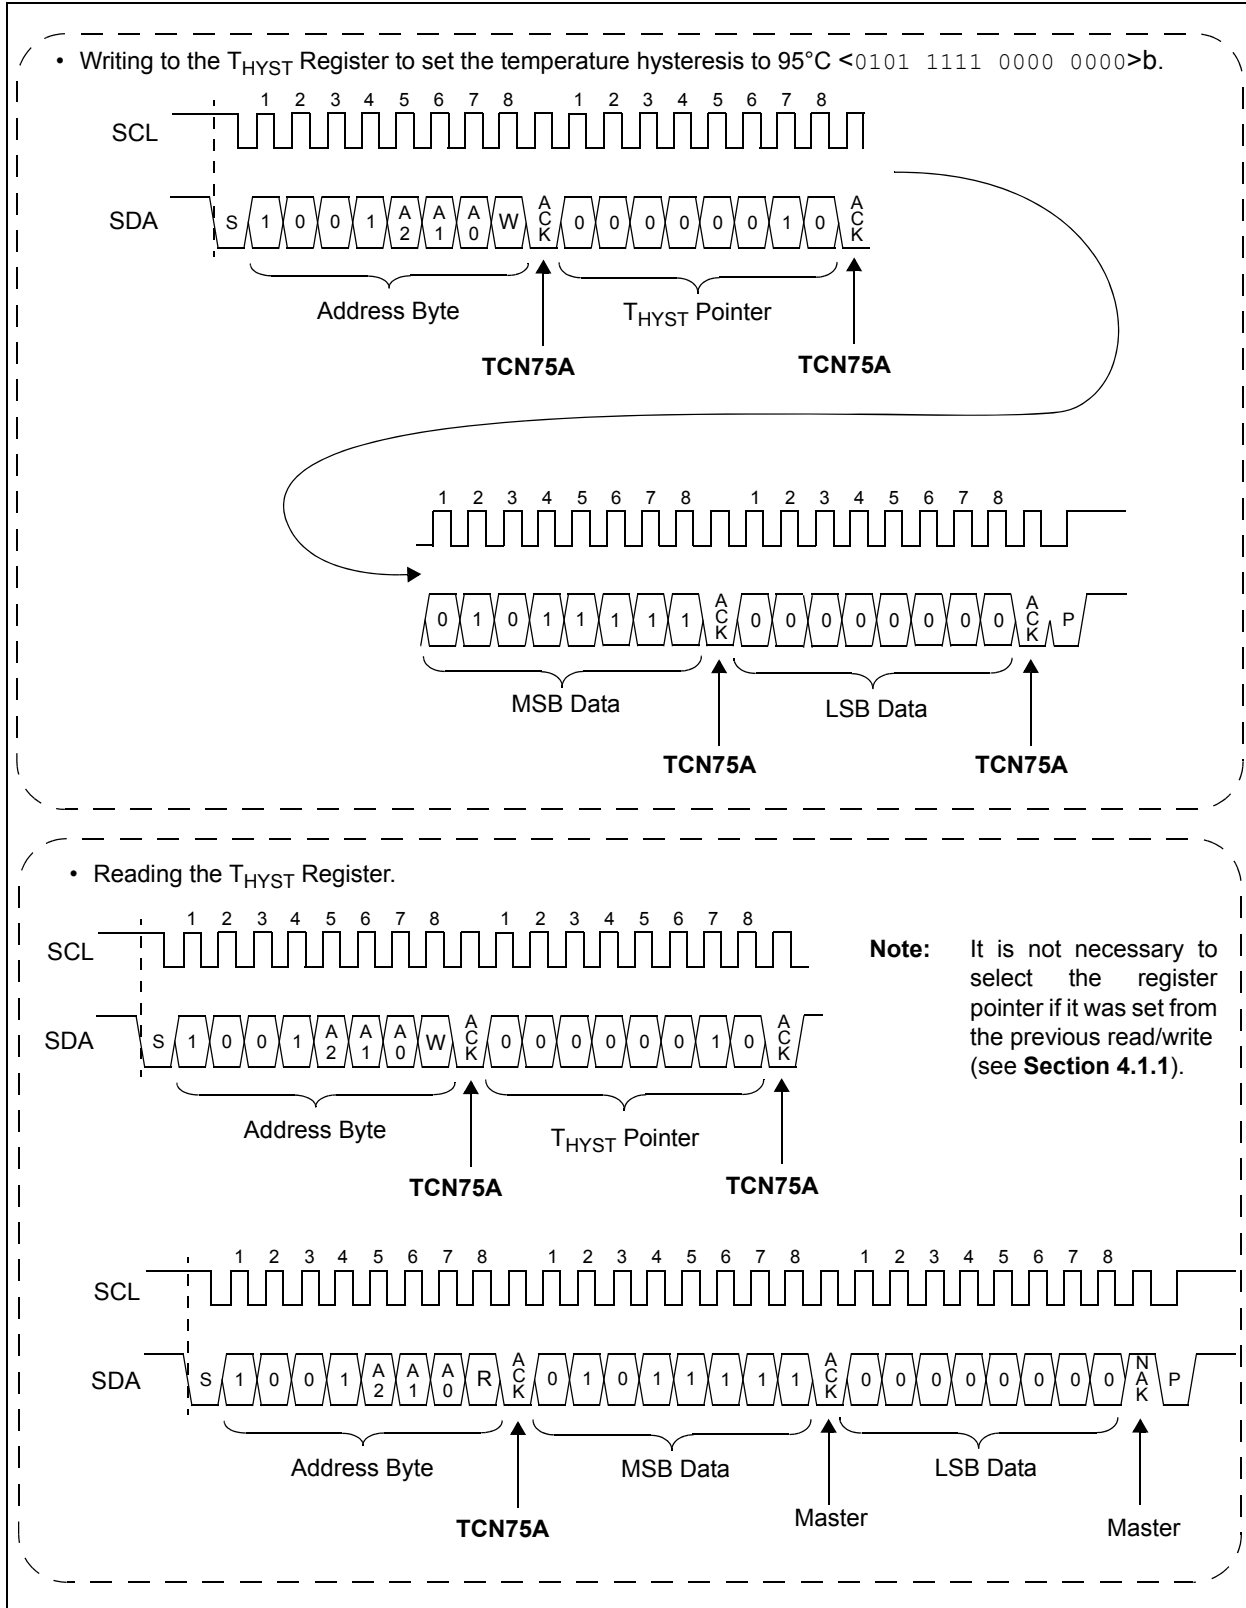 • Writing to the THYST Register to set the temperature hysteresis to 95°C <0101 1111 0000 0000>b.
1 2 3 4 5 6 7 8 1 2 3 4 5 6 7 8
SCL
SDA S 1 0 0 1 A2 A1 A0 W ACK 0 0 0 0 0 0 1 0 ACK
Address Byte THYST Pointer
TCN75A TCN75A
1 2 3 4 5 6 7 8 1 2 3 4 5 6 7 8
0 1 0 1 1 1 1 1 ACK 0 0 0 0 0 0 0 0 ACK P
MSB Data LSB Data
TCN75A TCN75A
• Reading the THYST Register.
1 2 3 4 5 6 7 8 1 2 3 4 5 6 7 8
SCL
SDA S 1 0 0 1 A2 A1 A0 W ACK 0 0 0 0 0 0 1 0 ACK
Address Byte THYST Pointer
TCN75A TCN75A
Note: It is not necessary to
select the register
pointer if it was set from
the previous read/write
(see Section 4.1.1).
1 2 3 4 5 6 7 8 1 2 3 4 5 6 7 8 1 2 3 4 5 6 7 8
SCL
SDA S 1 0 0 1 A2 A1 A0 R ACK 0 1 0 1 1 1 1 1 ACK 0 0 0 0 0 0 0 0 NAK P
Address Byte MSB Data LSB Data
TCN75A Master Master